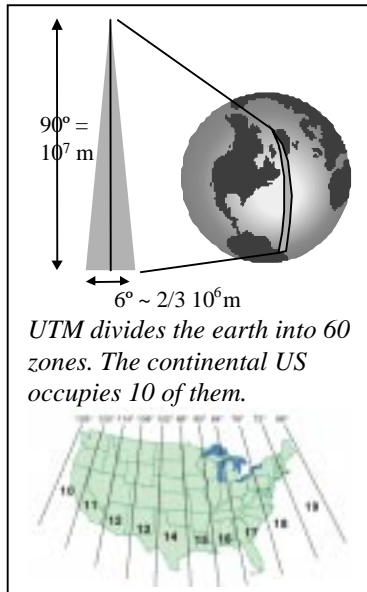 90º =
10⁷ m
6º ~ 2/3 10⁶m
UTM divides the earth into 60
zones. The continental US
occupies 10 of them.
10 11 12 13 14 15 16 17 18 19